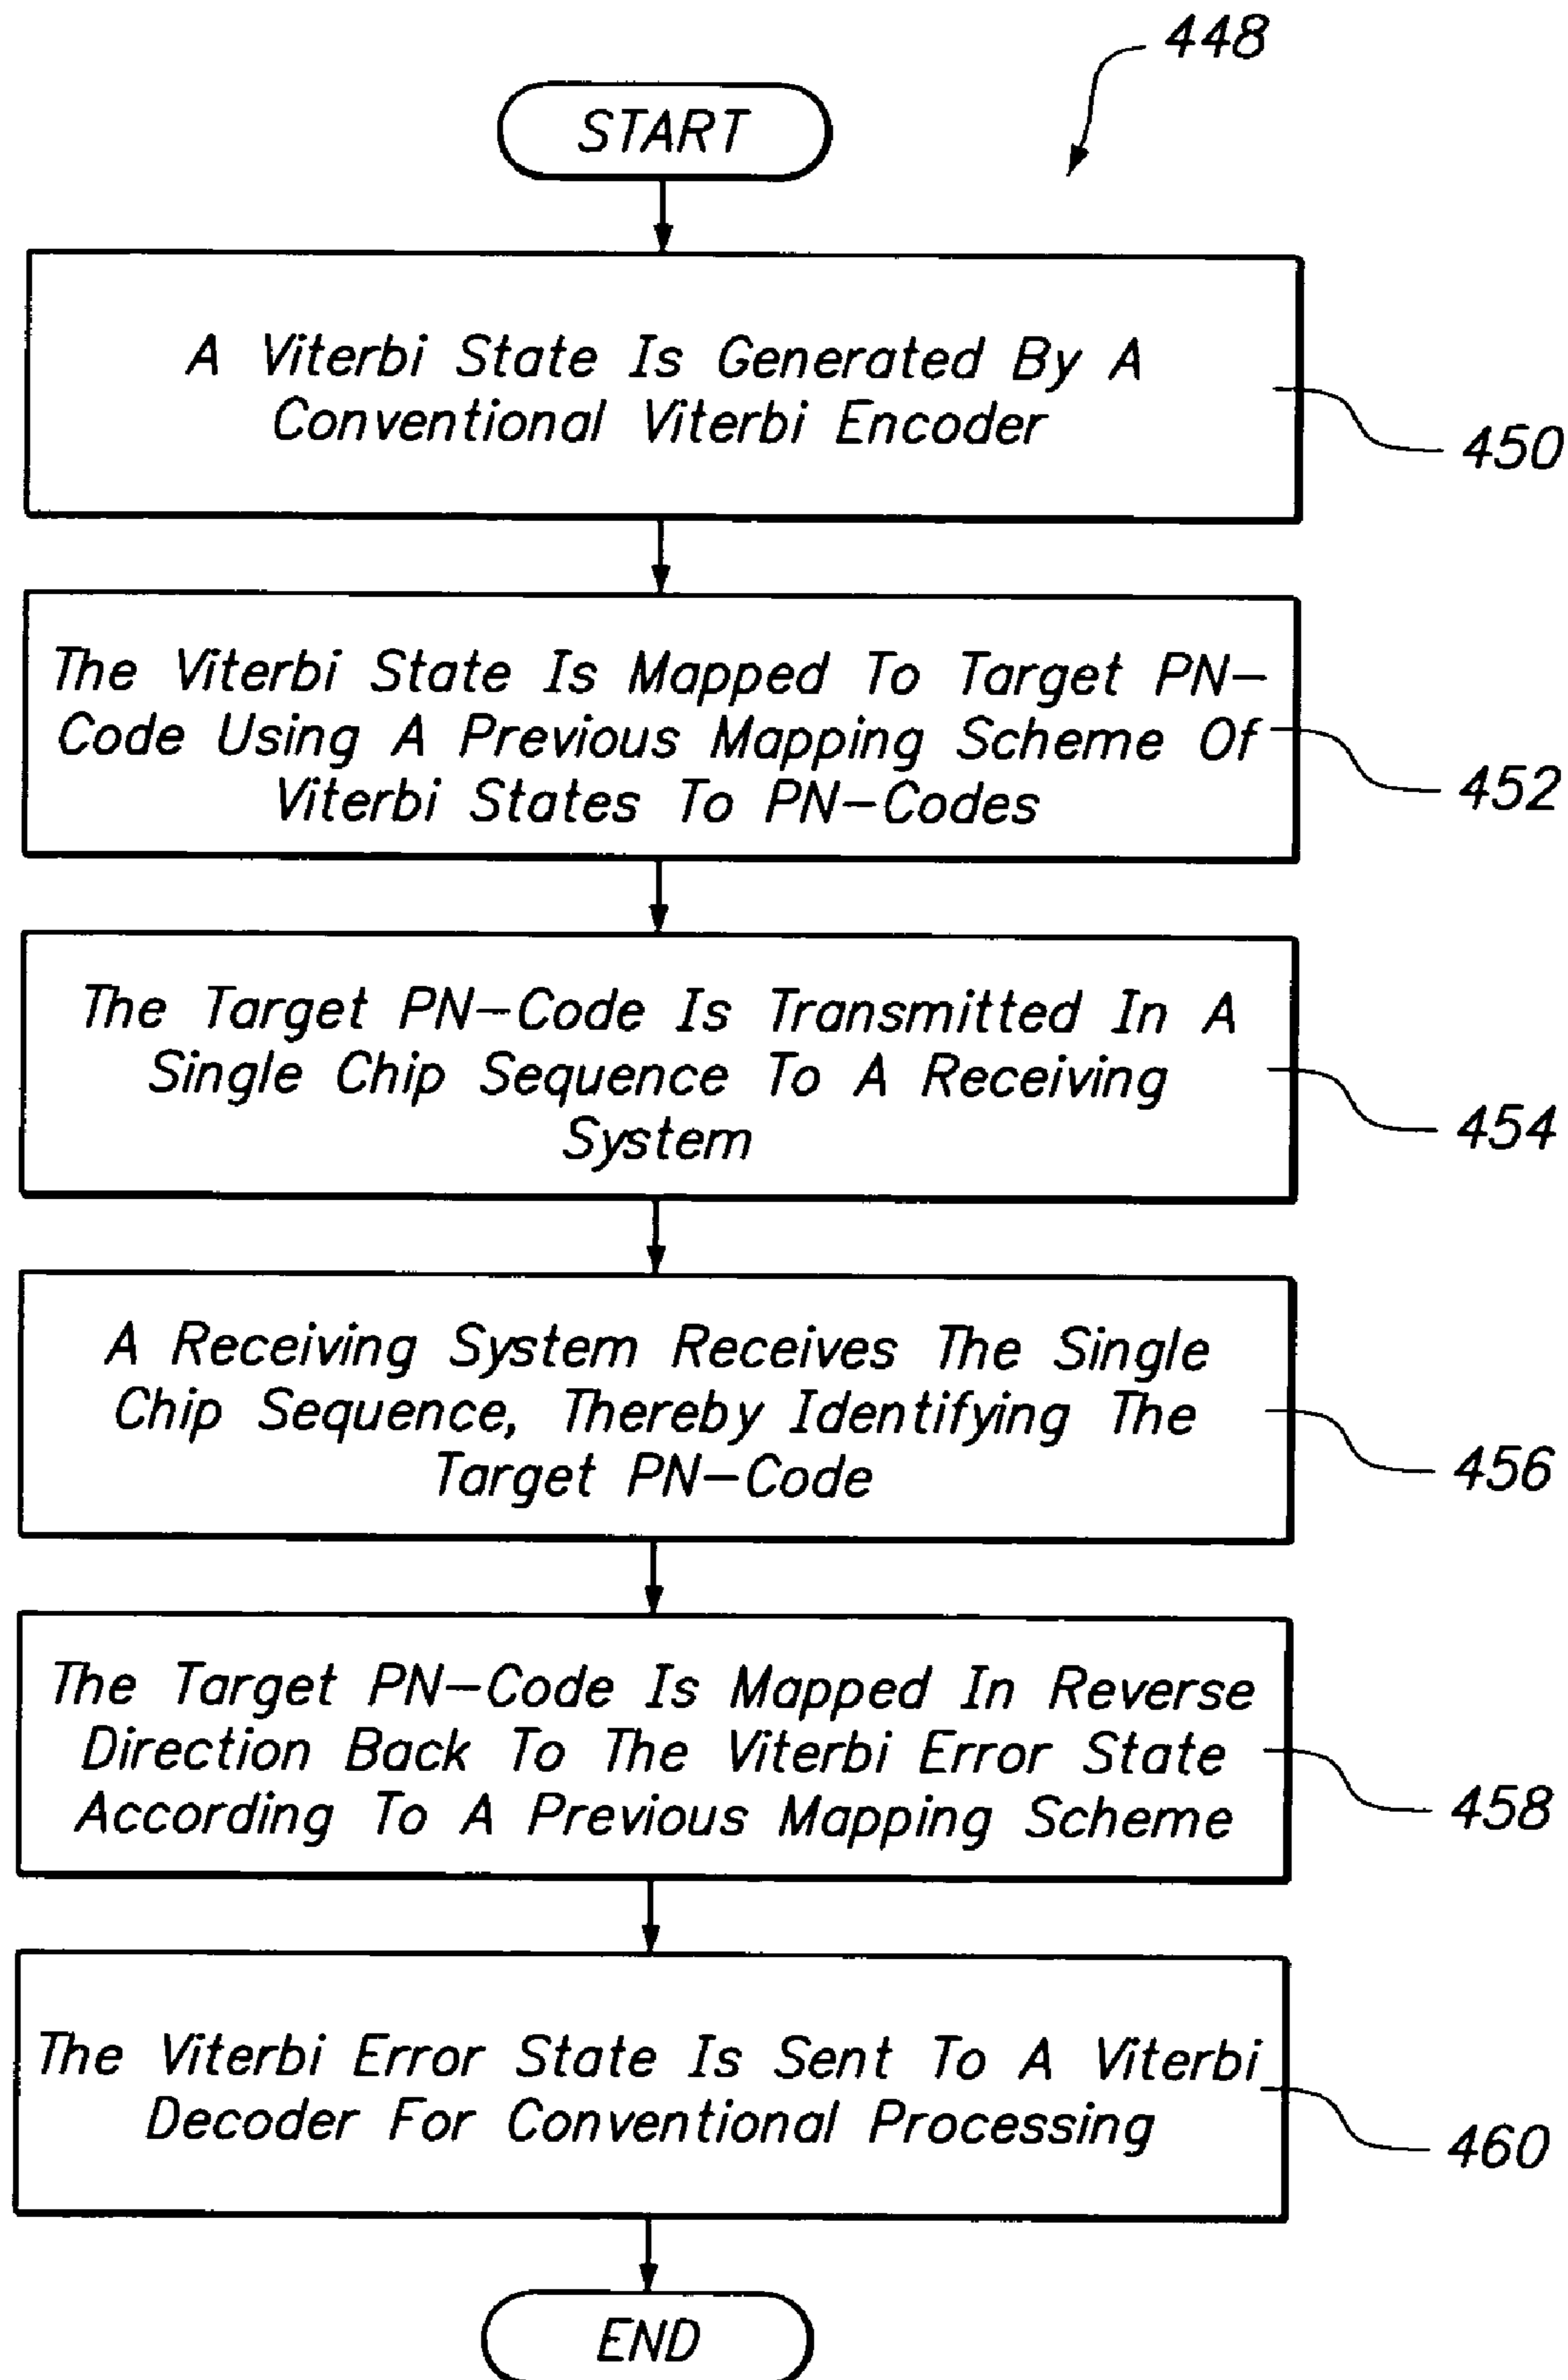 448
START
A Viterbi State Is Generated By A
Conventional Viterbi Encoder
450
The Viterbi State Is Mapped To Target PN-
Code Using A Previous Mapping Scheme Of
Viterbi States To PN-Codes
452
The Target PN-Code Is Transmitted In A
Single Chip Sequence To A Receiving
System
454
A Receiving System Receives The Single
Chip Sequence, Thereby Identifying The
Target PN-Code
456
The Target PN-Code Is Mapped In Reverse
Direction Back To The Viterbi Error State
According To A Previous Mapping Scheme
458
The Viterbi Error State Is Sent To A Viterbi
Decoder For Conventional Processing
460
END